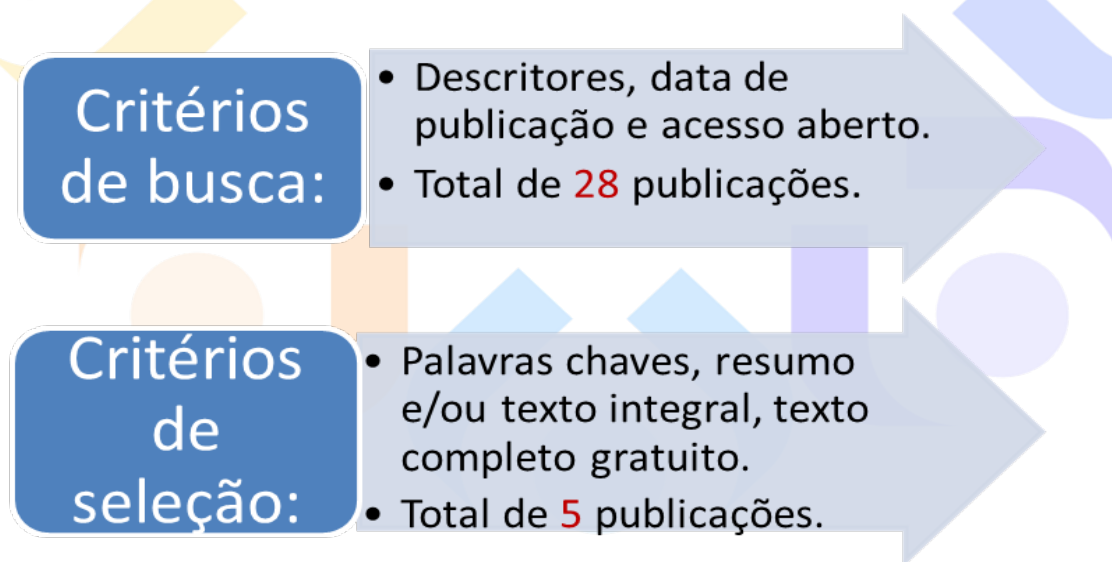 Critérios
de busca:
• Descritores, data de
publicação e acesso aberto.
• Total de 28 publicações.
Critérios
de
seleção:
• Palavras chaves, resumo
e/ou texto integral, texto
completo gratuito.
• Total de 5 publicações.